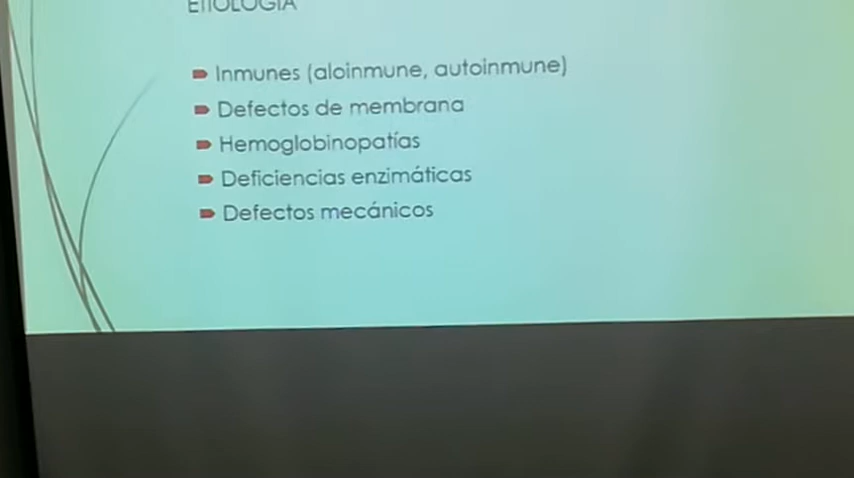 ETIOLOGÍA
Inmunes (aloinmune, autoinmune)
Defectos de membrana
Hemoglobinopatías
Deficiencias enzimáticas
Defectos mecánicos